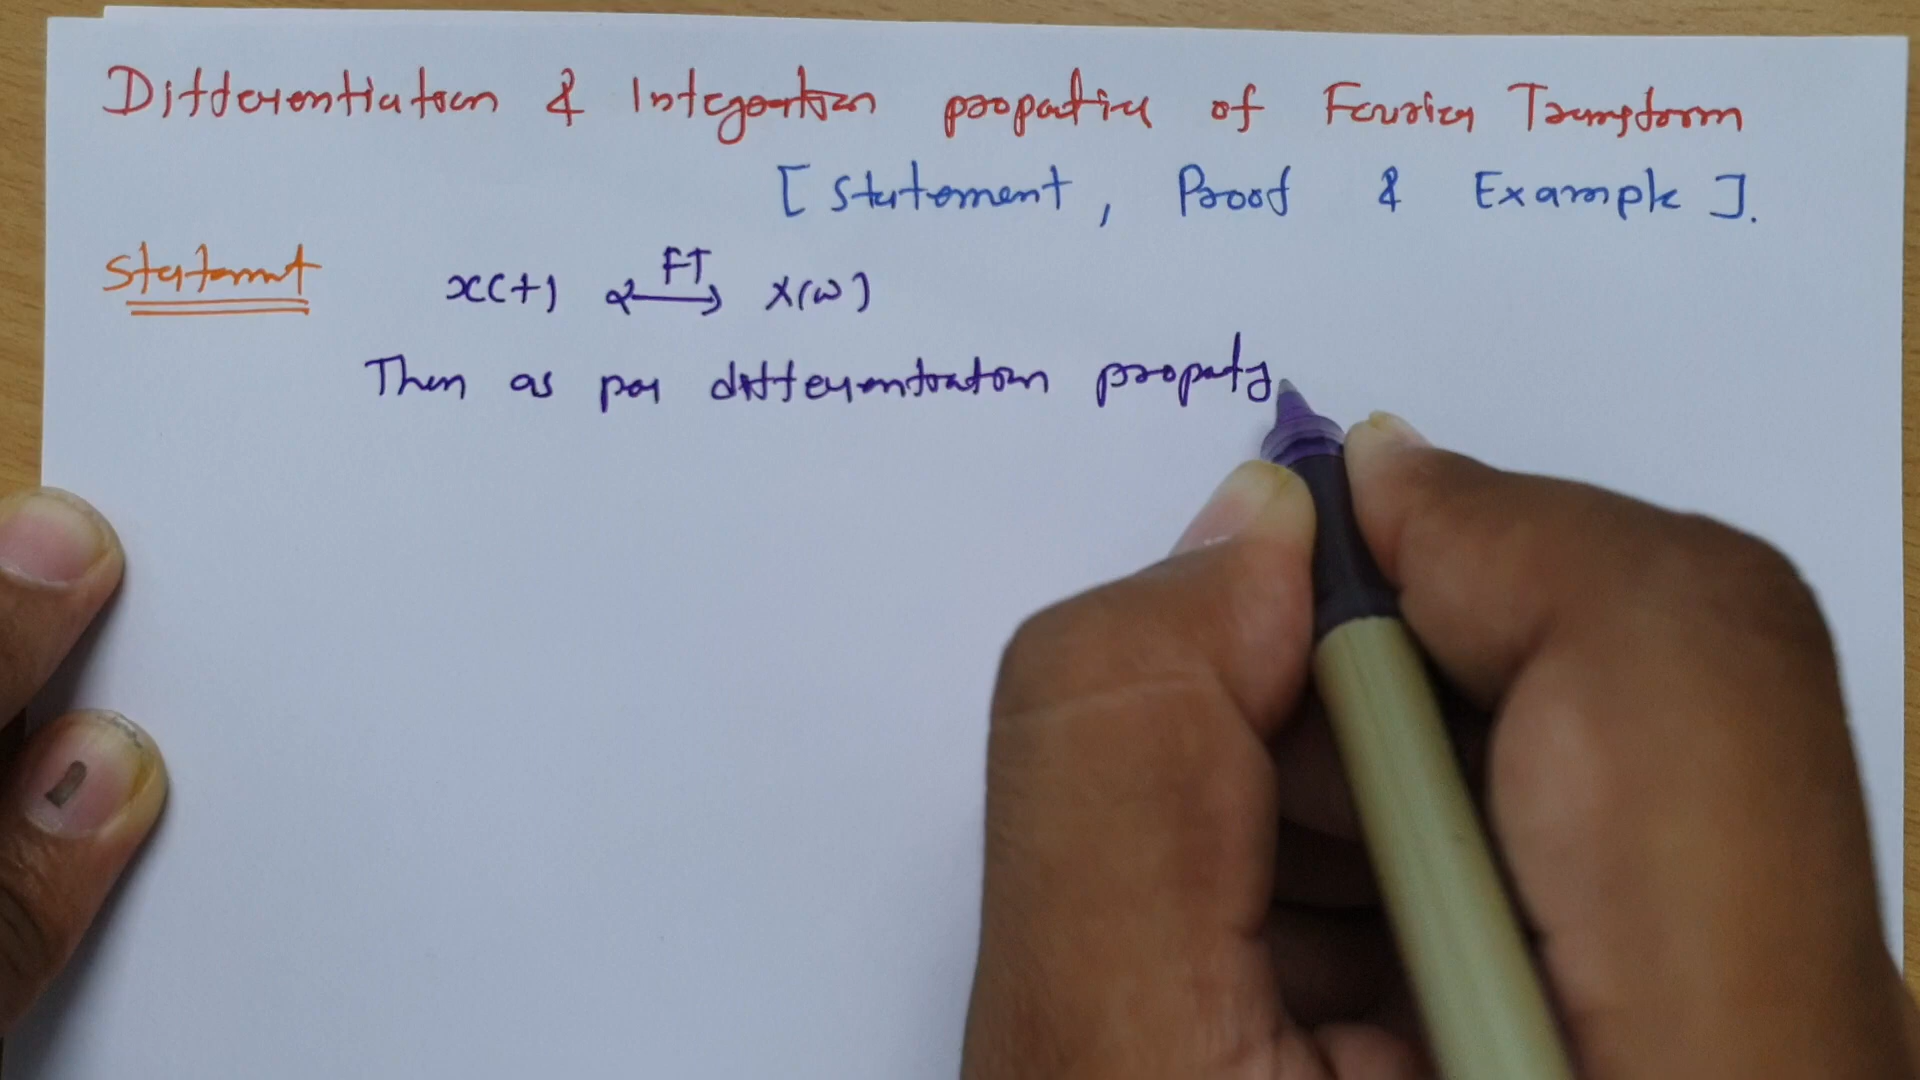 Differentiation & Integration properties of Fourier Transform
[Statement, Proof & Example].
Statement x(t) ⟷ FT X(ω)
Then as per differentiation property